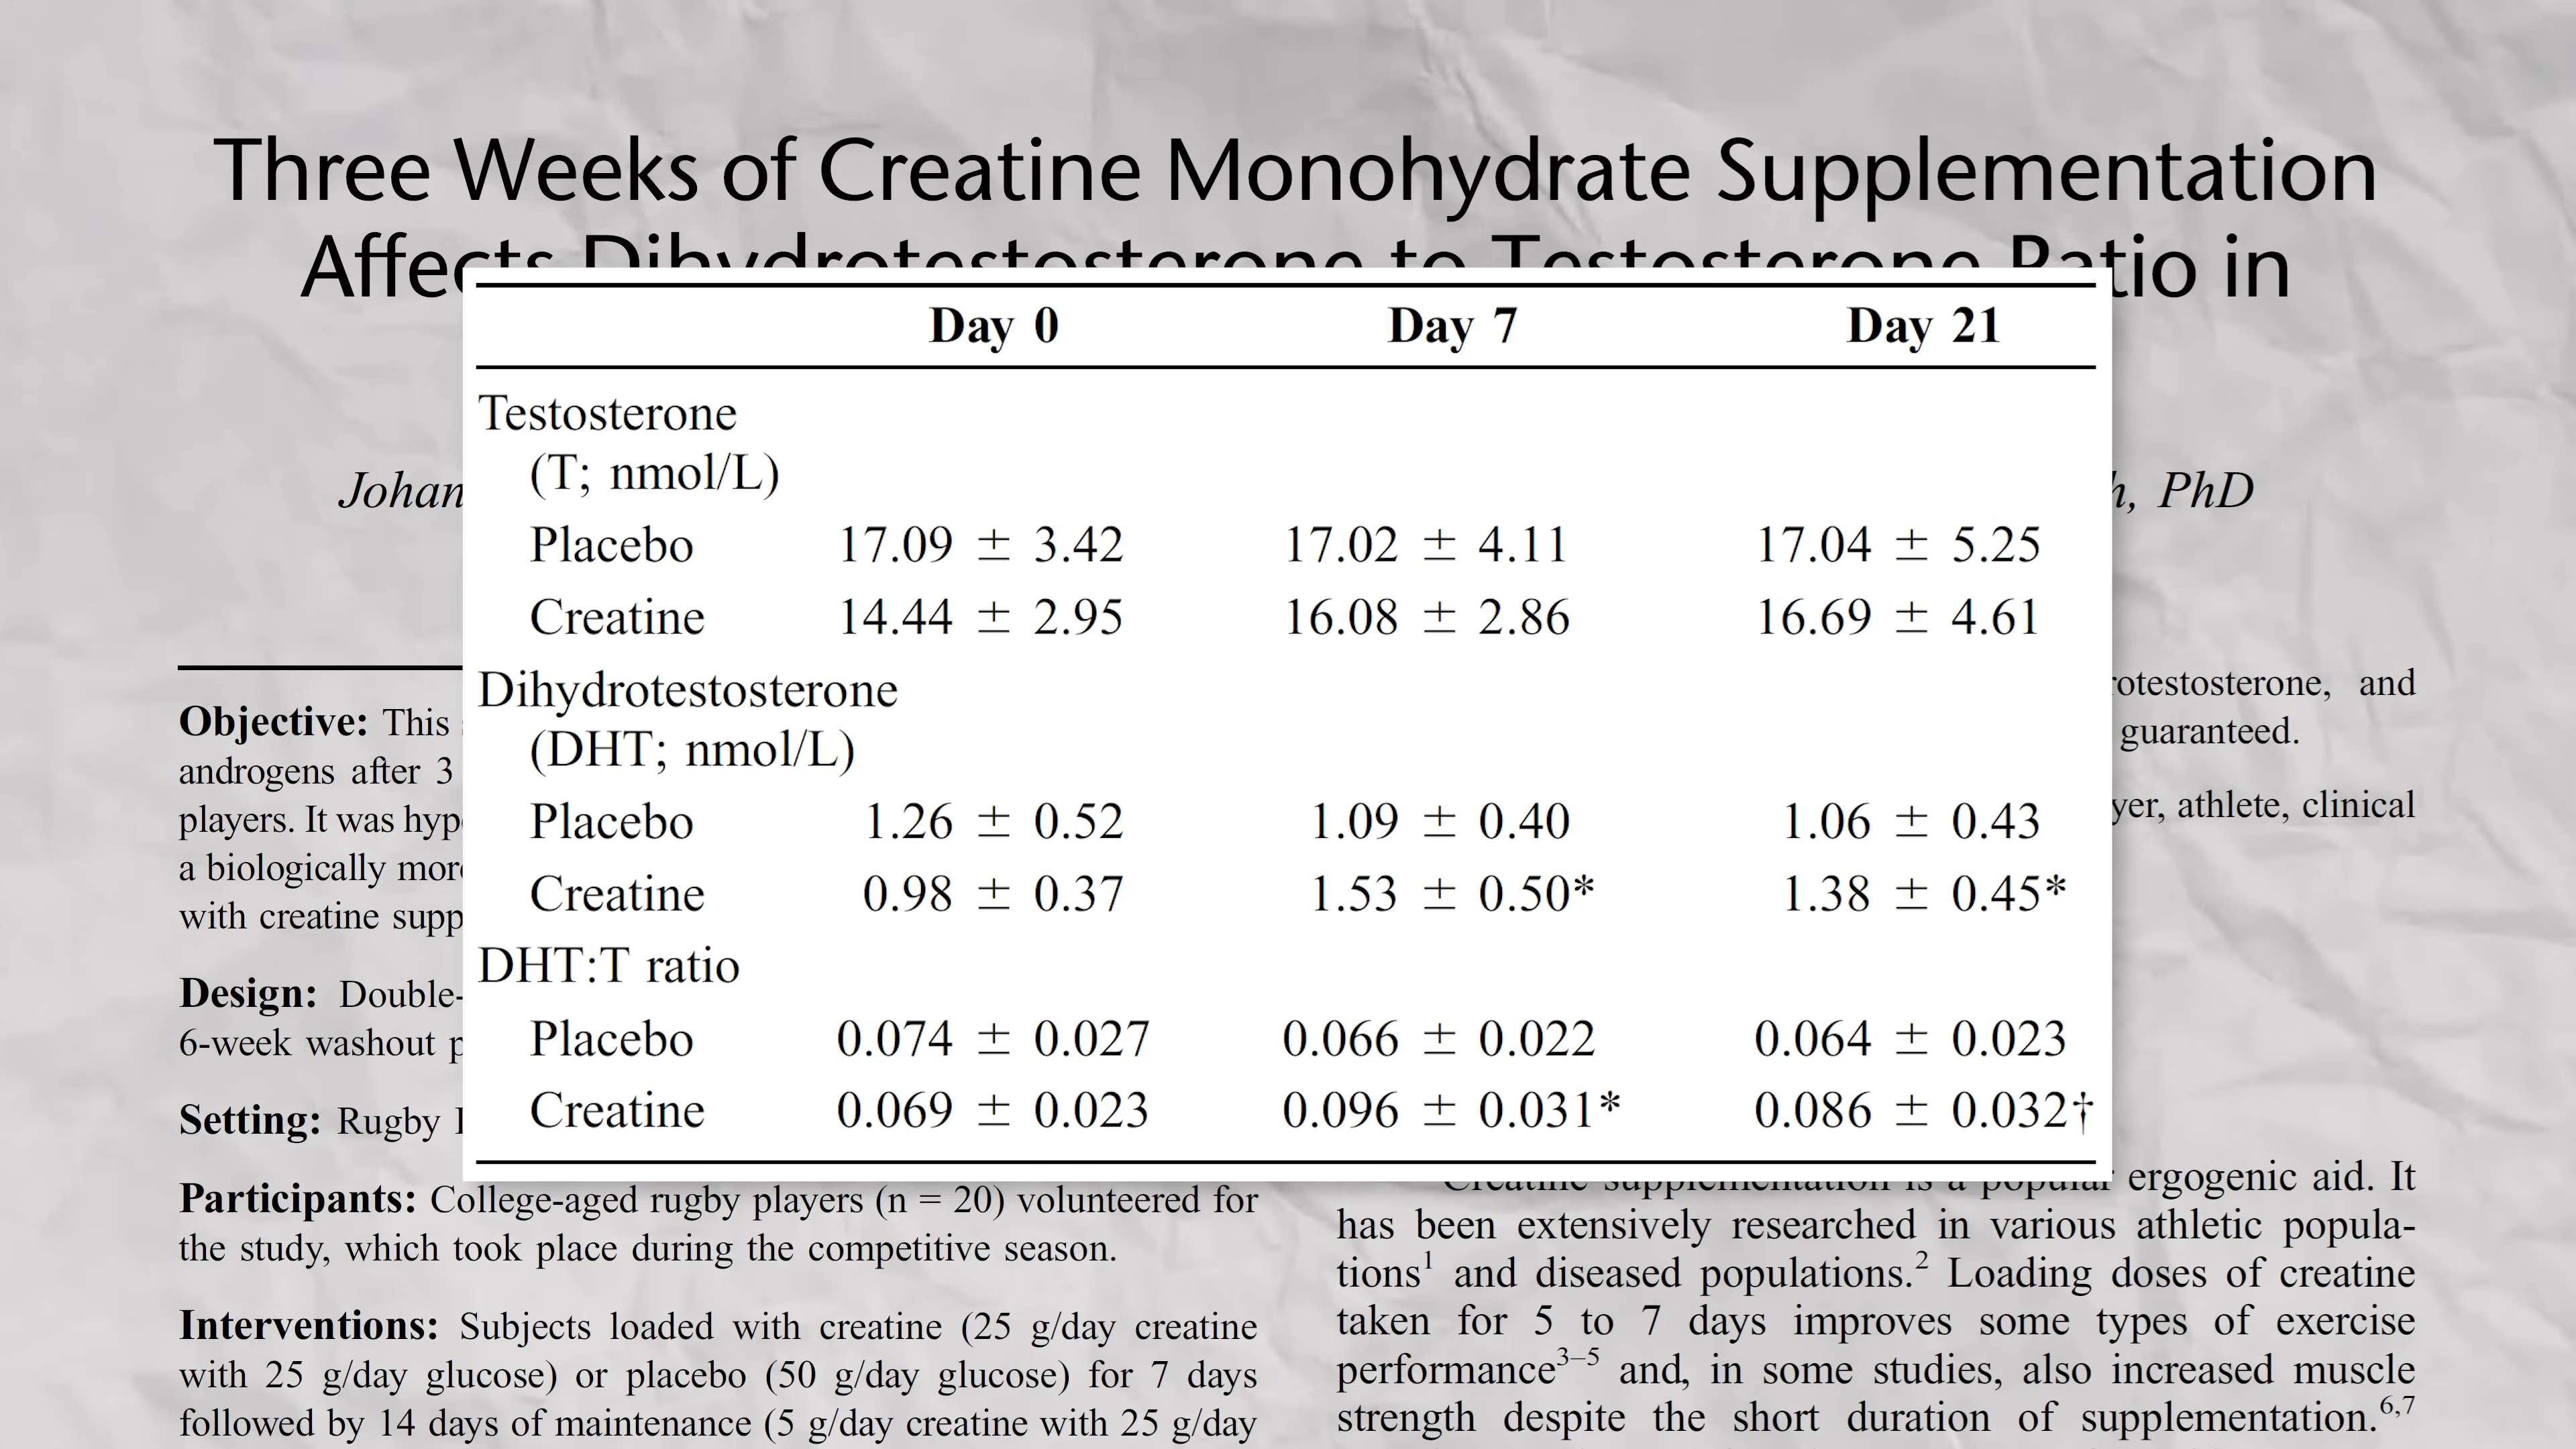 Three Weeks of Creatine Monohydrate Supplementation
Affects Dihydrotestosterone to Testosterone Ratio in
Day 0 Day 7 Day 21
Testosterone
(T; nmol/L)
Johan PhD
Placebo 17.09 ± 3.42 17.02 ± 4.11 17.04 ± 5.25
Creatine 14.44 ± 2.95 16.08 ± 2.86 16.69 ± 4.61
Dihydrotestosterone
(DHT; nmol/L)
Placebo 1.26 ± 0.52 1.09 ± 0.40 1.06 ± 0.43
Creatine 0.98 ± 0.37 1.53 ± 0.50* 1.38 ± 0.45*
DHT:T ratio
Placebo 0.074 ± 0.027 0.066 ± 0.022 0.064 ± 0.023
Creatine 0.069 ± 0.023 0.096 ± 0.031* 0.086 ± 0.032†
Objective: This
androgens after 3
players. It was
a biologically
with creatine
Design: Double-
6-week washout
Setting: Rugby
Participants: College-aged rugby players (n = 20) volunteered for
the study, which took place during the competitive season.
Interventions: Subjects loaded with creatine (25 g/day creatine
with 25 g/day glucose) or placebo (50 g/day glucose) for 7 days
followed by 14 days of maintenance (5 g/day creatine with 25 g/day
and
guaranteed.
athlete, clinical
Creatine supplementation is a popular ergogenic aid. It
has been extensively researched in various athletic popula-
tions1 and diseased populations.2 Loading doses of creatine
taken for 5 to 7 days improves some types of exercise
performance3–5 and, in some studies, also increased muscle
strength despite the short duration of supplementation.6,7